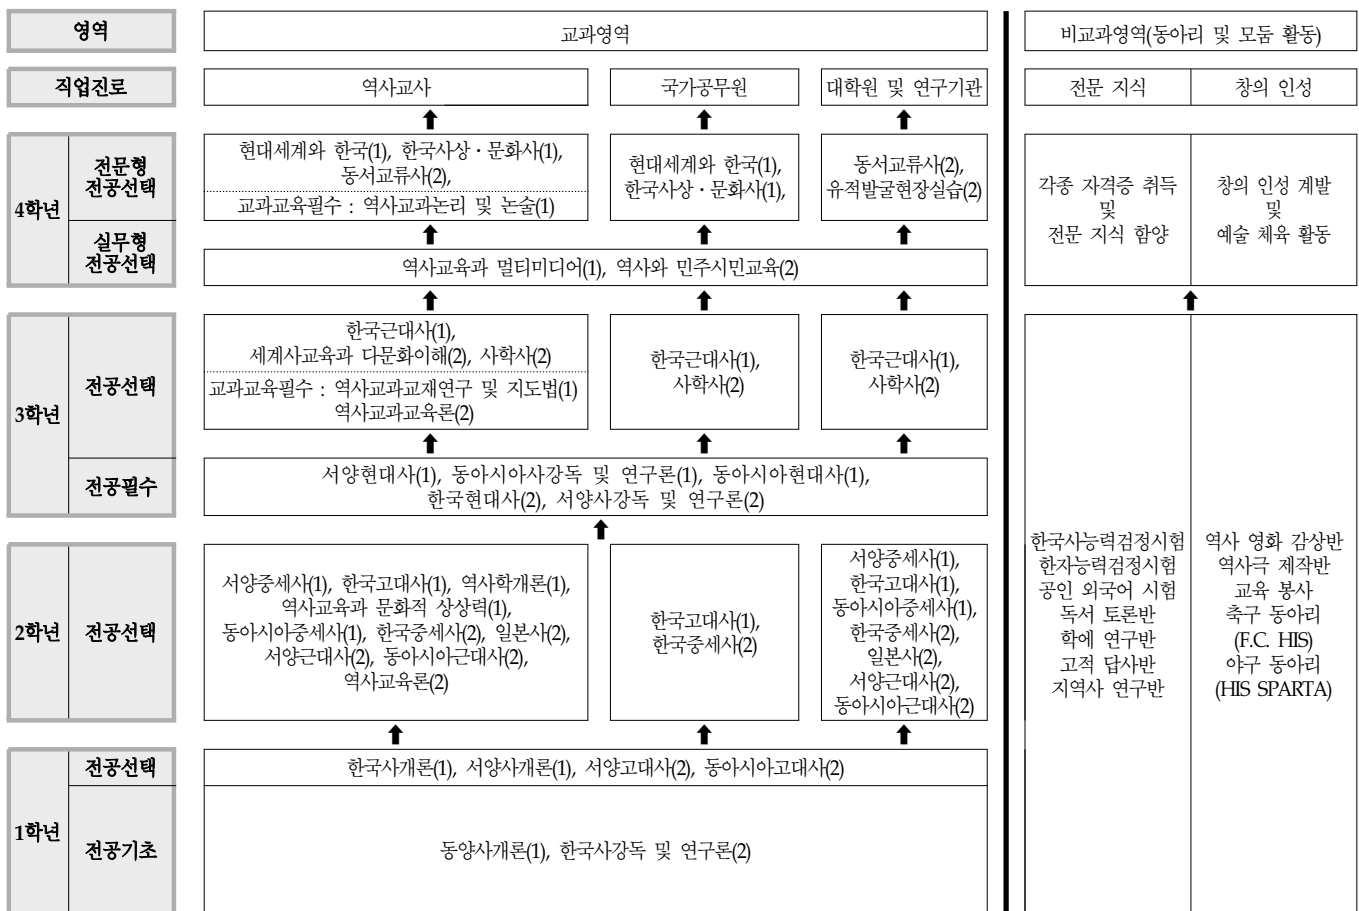 영역
교과영역
비교과영역(동아리 및 모둠 활동)
직업진로
역사교사
국가공무원
대학원 및 연구기관
전문 지식
창의 인성
4학년
전문형
전공선택
현대세계와 한국(1), 한국사상・문화사(1),
동서교류사(2),
교과교육필수 : 역사교과논리 및 논술(1)
현대세계와 한국(1),
한국사상・문화사(1),
동서교류사(2),
유적발굴현장실습(2)
각종 자격증 취득
및
전문 지식 함양
창의 인성 계발
및
예술 체육 활동
실무형
전공선택
역사교육과 멀티미디어(1), 역사와 민주시민교육(2)
3학년
전공선택
한국근대사(1),
세계사교육과 다문화이해(2), 사학사(2)
교과교육필수 : 역사교과교재연구 및 지도법(1)
역사교과교육론(2)
한국근대사(1),
사학사(2)
한국근대사(1),
사학사(2)
전공필수
서양현대사(1), 동아시아사강독 및 연구론(1), 동아시아현대사(1),
한국현대사(2), 서양사강독 및 연구론(2)
2학년
전공선택
서양중세사(1), 한국고대사(1), 역사학개론(1),
역사교육과 문화적 상상력(1),
동아시아중세사(1), 한국중세사(2), 일본사(2),
서양근대사(2), 동아시아근대사(2),
역사교육론(2)
한국고대사(1),
한국중세사(2)
서양중세사(1),
한국고대사(1),
동아시아중세사(1),
한국중세사(2),
일본사(2),
서양근대사(2),
동아시아근대사(2)
한국사능력검정시험
한자능력검정시험
공인 외국어 시험
독서 토론반
학에 연구반
고적 답사반
지역사 연구반
역사 영화 감상반
역사극 제작반
교육 봉사
축구 동아리
(F.C. HIS)
야구 동아리
(HIS SPARTA)
1학년
전공선택
한국사개론(1), 서양사개론(1), 서양고대사(2), 동아시아고대사(2)
전공기초
동양사개론(1), 한국사강독 및 연구론(2)